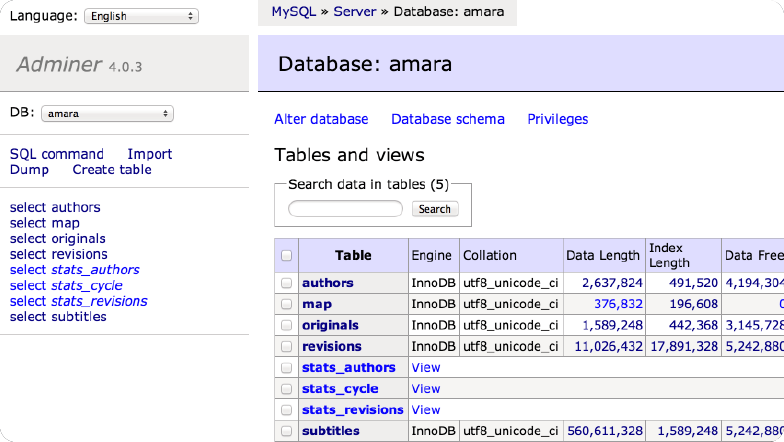 Language: English
MySQL » Server » Database: amara
Adminer 4.0.3
Database: amara
DB: amara
Alter database Database schema Privileges
SQL command Import
Dump Create table
Tables and views
Search data in tables (5)
Search
select authors
select map
select originals
select revisions
select stats_authors
select stats_cycle
select stats_revisions
select subtitles
Table Engine Collation Data Length Index Length Data Free
authors InnoDB utf8_unicode_ci 2,637,824 491,520 4,194,304
map InnoDB utf8_unicode_ci 376,832 196,608 0
originals InnoDB utf8_unicode_ci 1,589,248 442,368 3,145,728
revisions InnoDB utf8_unicode_ci 11,026,432 17,891,328 5,242,880
stats_authors View
stats_cycle View
stats_revisions View
subtitles InnoDB utf8_unicode_ci 560,611,328 1,589,248 5,242,880